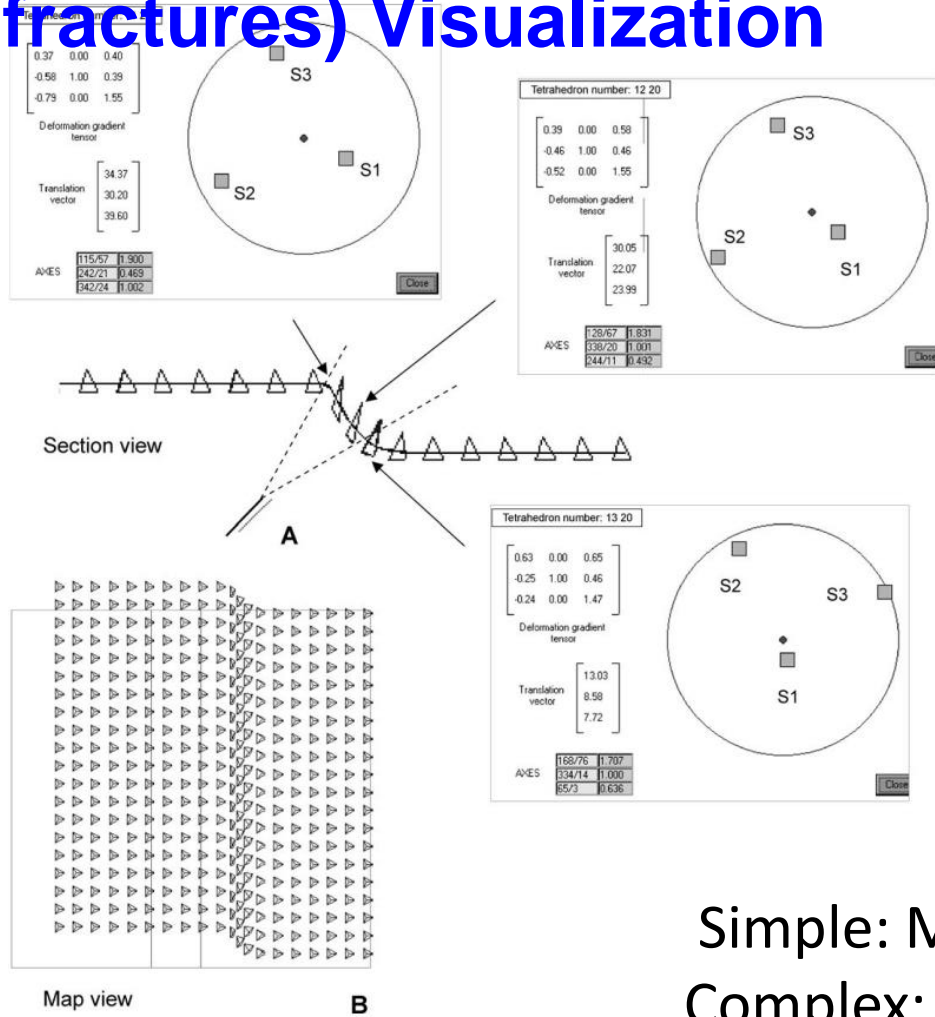 fractures) Visualization
Tetrahedron number:
0.37 0.00 0.40
-0.58 1.00 0.39
-0.79 0.00 1.55
Deformation gradient
tensor
Translation
vector
34.37
30.20
39.60
AXES
115/57 1.900
242/21 0.469
342/24 1.002
S3
S1
S2
Close
Tetrahedron number: 12 20
0.39 0.00 0.58
-0.46 1.00 0.46
-0.52 0.00 1.55
Deformation gradient
tensor
Translation
vector
30.05
22.07
23.99
AXES
128/67 1.831
338/20 1.001
244/11 0.492
S3
S2
S1
Close
Section view
A
Tetrahedron number: 13 20
0.63 0.00 0.65
-0.25 1.00 0.46
-0.24 0.00 1.47
Deformation gradient
tensor
Translation
vector
13.03
8.58
7.72
AXES
168/76 1.707
334/14 1.000
65/3 0.636
S2
S3
S1
Close
Map view
B
Simple: M
Complex: